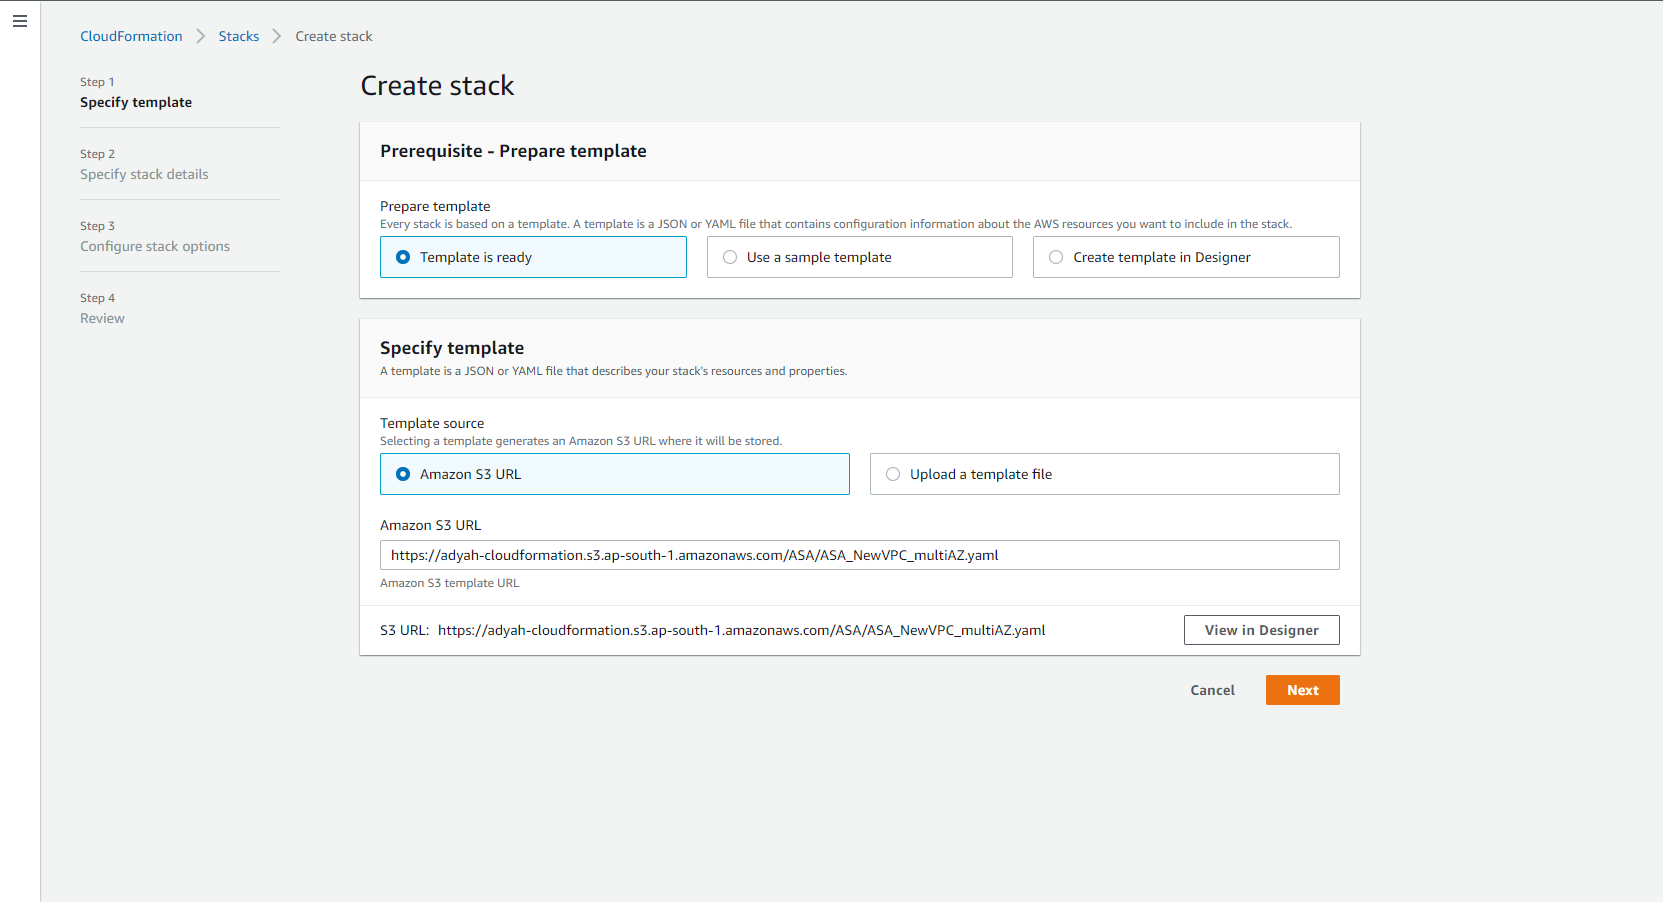 CloudFormation > Stacks > Create stack
Step 1
Specify template
Step 2
Specify stack details
Step 3
Configure stack options
Step 4
Review
Create stack
Prerequisite - Prepare template
Prepare template
Every stack is based on a template. A template is a JSON or YAML file that contains configuration information about the AWS resources you want to include in the stack.
Template is ready
Use a sample template
Create template in Designer
Specify template
A template is a JSON or YAML file that describes your stack's resources and properties.
Template source
Selecting a template generates an Amazon S3 URL where it will be stored.
Amazon S3 URL
Upload a template file
Amazon S3 URL
https://adyah-cloudformation.s3.ap-south-1.amazonaws.com/ASA/ASA_NewVPC_multiAZ.yaml
Amazon S3 template URL
S3 URL: https://adyah-cloudformation.s3.ap-south-1.amazonaws.com/ASA/ASA_NewVPC_multiAZ.yaml
View in Designer
Cancel
Next